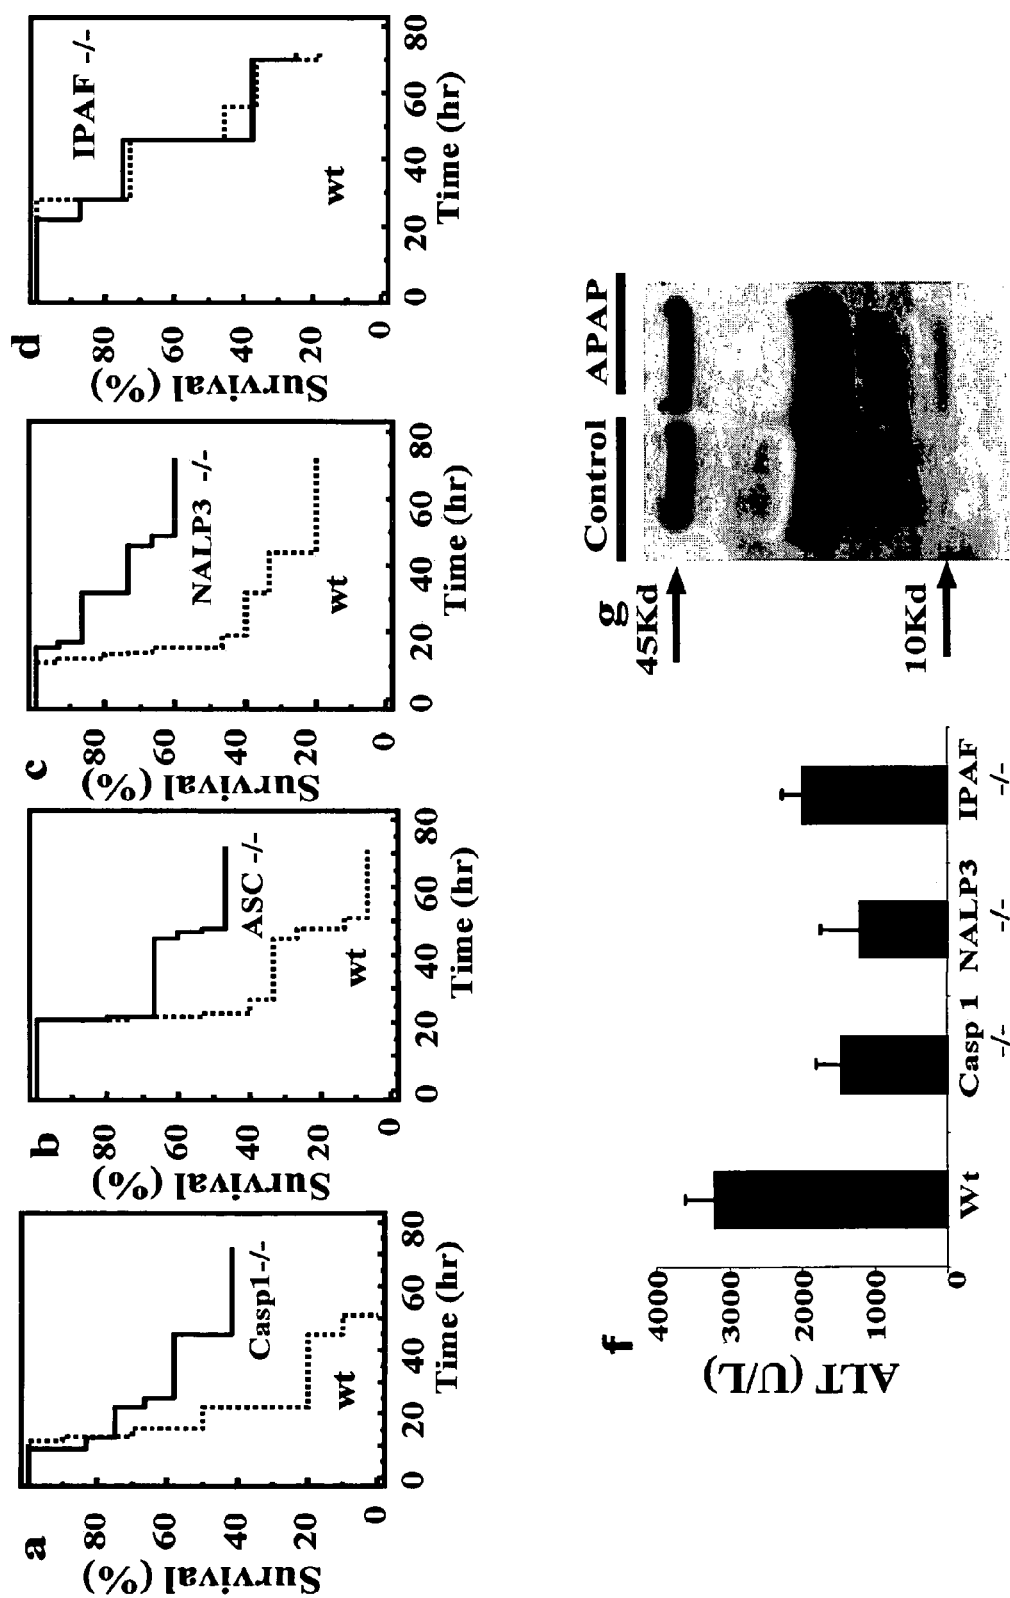 a
Survival (%)
80
60
40
20
0
Casp1-/-
wt
0 20 40 60 80
Time (hr)
b
Survival (%)
80
60
40
20
0
ASC -/-
wt
0 20 40 60 80
Time (hr)
c
Survival (%)
80
60
40
20
0
NALP3 -/-
wt
0 20 40 60 80
Time (hr)
d
Survival (%)
80
60
40
20
0
IPAF -/-
wt
0 20 40 60 80
Time (hr)
f
ALT (U/L)
4000
3000
2000
1000
0
Wt Casp 1 NALP3 IPAF
-/- -/- -/-
g
Control APAP
45Kd
10Kd